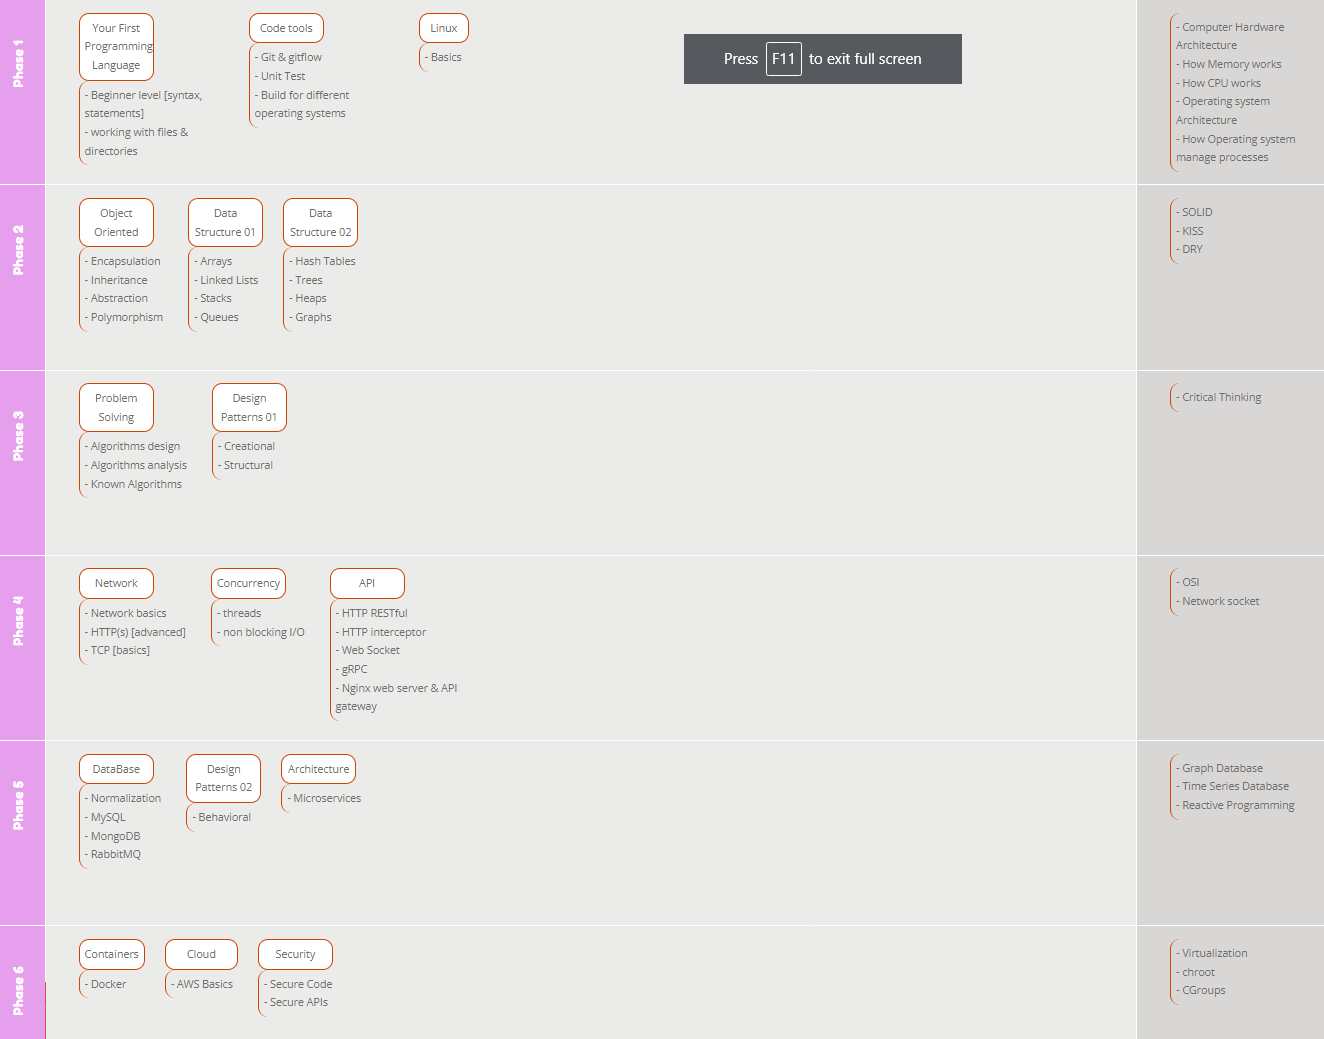 Phase 1
Your First
Programming
Language
- Beginner level [syntax,
statements]
- working with files &
directories
Code tools
- Git & gitflow
- Unit Test
- Build for different
operating systems
Linux
- Basics
Press F11 to exit full screen
- Computer Hardware
Architecture
- How Memory works
- How CPU works
- Operating system
Architecture
- How Operating system
manage processes
Phase 2
Object
Oriented
- Encapsulation
- Inheritance
- Abstraction
- Polymorphism
Data
Structure 01
- Arrays
- Linked Lists
- Stacks
- Queues
Data
Structure 02
- Hash Tables
- Trees
- Heaps
- Graphs
- SOLID
- KISS
- DRY
Phase 3
Problem
Solving
- Algorithms design
- Algorithms analysis
- Known Algorithms
Design
Patterns 01
- Creational
- Structural
- Critical Thinking
Phase 4
Network
- Network basics
- HTTP(s) [advanced]
- TCP [basics]
Concurrency
- threads
- non blocking I/O
API
- HTTP RESTful
- HTTP interceptor
- Web Socket
- gRPC
- Nginx web server & API
gateway
- OSI
- Network socket
Phase 5
DataBase
- Normalization
- MySQL
- MongoDB
- RabbitMQ
Design
Patterns 02
- Behavioral
Architecture
- Microservices
- Graph Database
- Time Series Database
- Reactive Programming
Phase 6
Containers
- Docker
Cloud
- AWS Basics
Security
- Secure Code
- Secure APIs
- Virtualization
- chroot
- CGroups